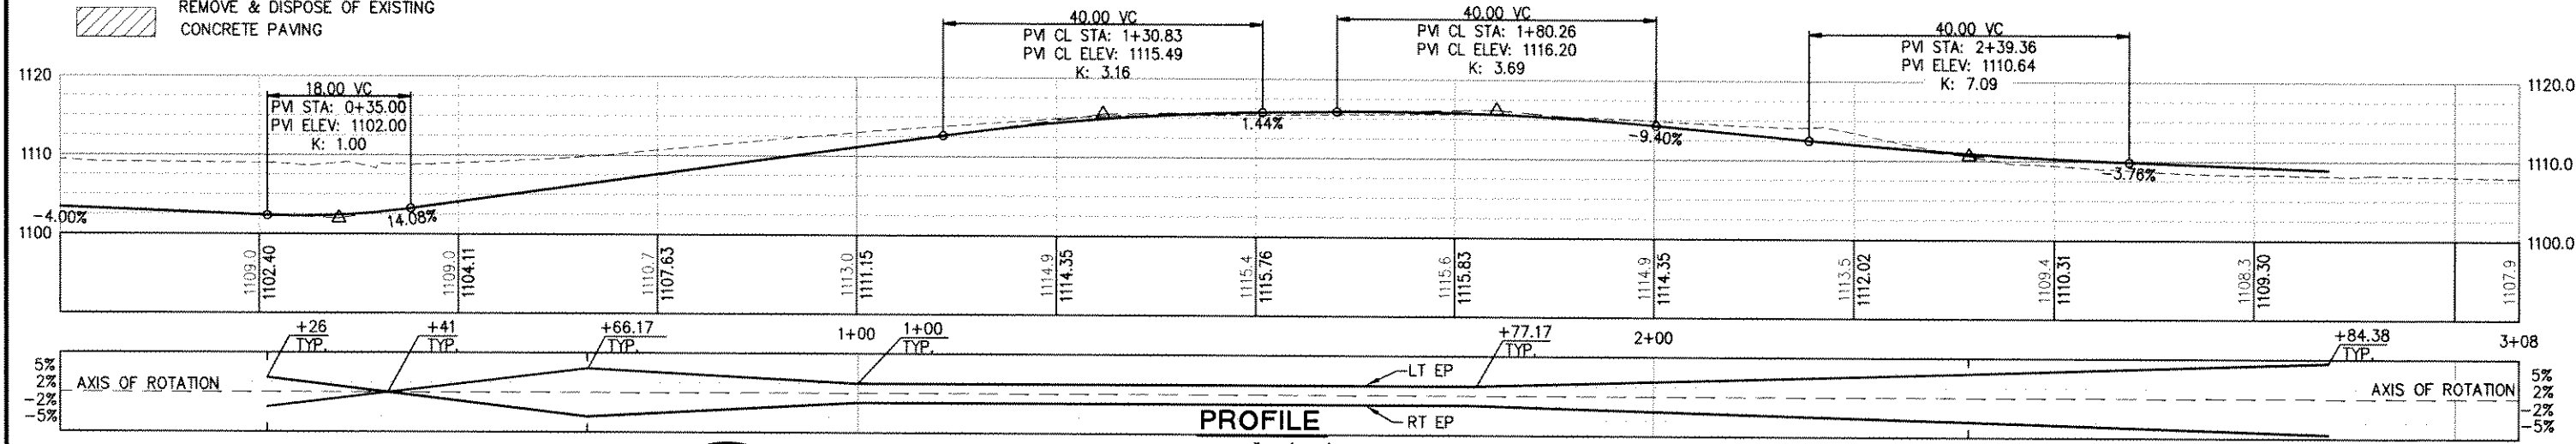 REMOVE & DISPOSE OF EXISTING
CONCRETE PAVING
40.00 VC
PVI CL STA: 1+30.83
PVI CL ELEV: 1115.49
K: 3.16
40.00 VC
PVI CL STA: 1+80.26
PVI CL ELEV: 1116.20
K: 3.69
40.00 VC
PVI STA: 2+39.36
PVI ELEV: 1110.64
K: 7.09
18.00 VC
PVI STA: 0+35.00
PVI ELEV: 1102.00
K: 1.00
1120
1110
1100
1120.0
1110.0
1100.0
-4.00%
14.08%
1.44%
-9.40%
-3.76%
1109.0
1102.40
1109.0
1104.11
1110.7
1107.63
1113.0
1111.15
1114.9
1114.35
1115.4
1115.76
1115.6
1115.83
1114.9
1114.35
1113.5
1112.02
1109.4
1110.31
1108.3
1109.30
1107.9
+26
TYP.
+41
TYP.
+66.17
TYP.
1+00
1+00
TYP.
+77.17
TYP.
2+00
+84.38
TYP.
3+08
5%
2%
-2%
-5%
AXIS OF ROTATION
LT EP
RT EP
AXIS OF ROTATION
5%
2%
-2%
-5%
PROFILE